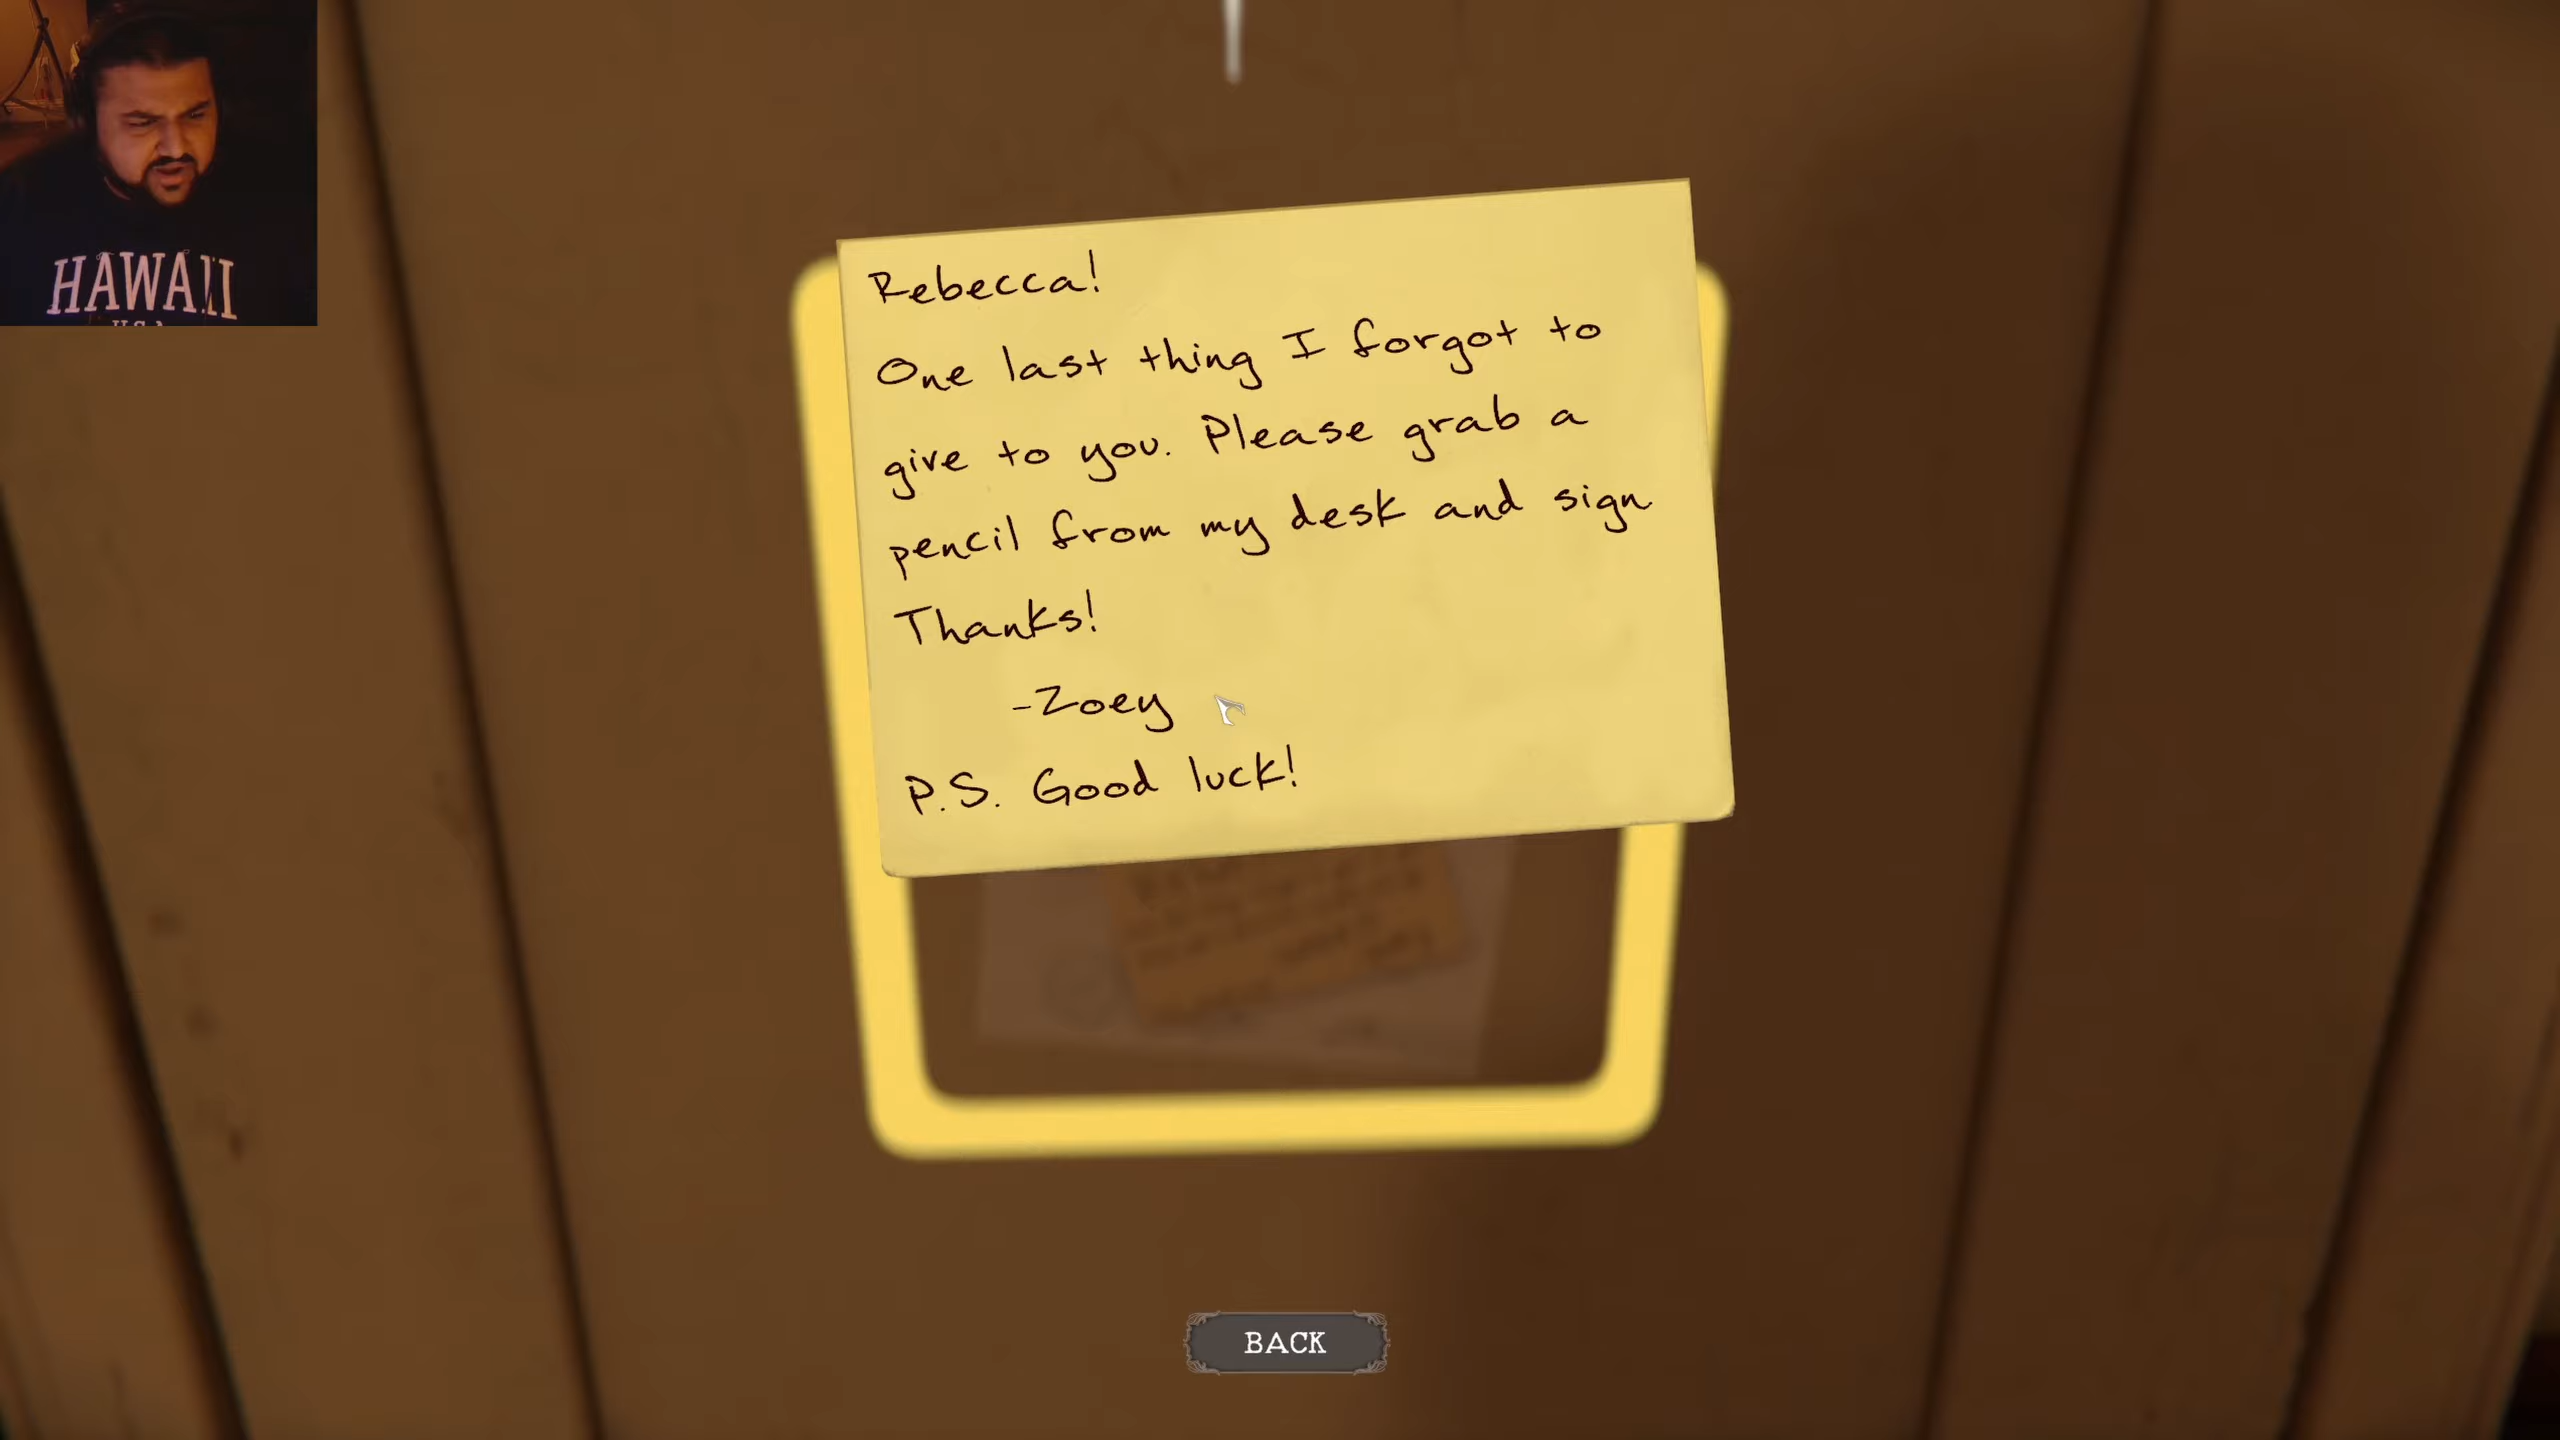 HAWAII
USA
Rebecca!
One last thing I forgot to
give to you. Please grab a
pencil from my desk and sign
Thanks!
-Zoey
P.S. Good luck!
BACK